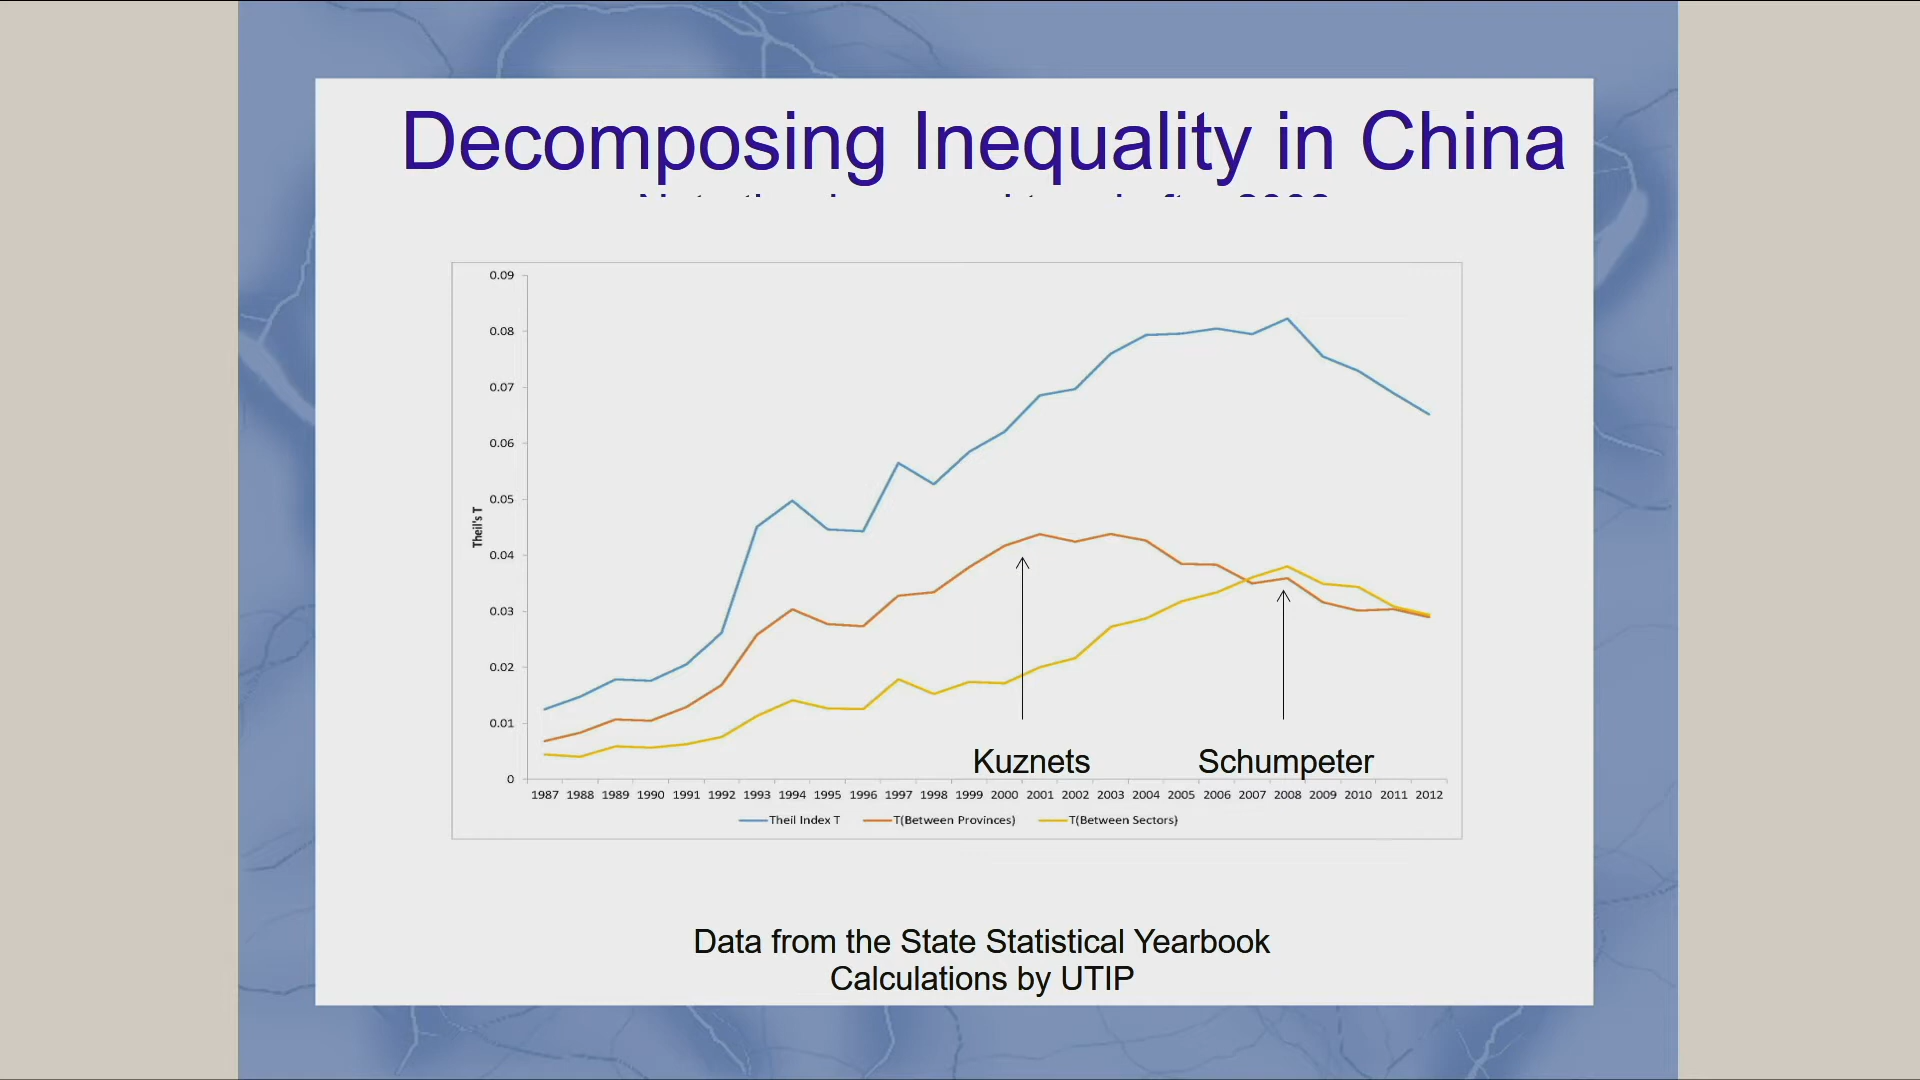 Decomposing Inequality in China
0.09
0.08
0.07
0.06
0.05
0.04
0.03
0.02
0.01
0
Theil's T
Kuznets
Schumpeter
1987 1988 1989 1990 1991 1992 1993 1994 1995 1996 1997 1998 1999 2000 2001 2002 2003 2004 2005 2006 2007 2008 2009 2010 2011 2012
Theil Index T T(Between Provinces) T(Between Sectors)
Data from the State Statistical Yearbook
Calculations by UTIP